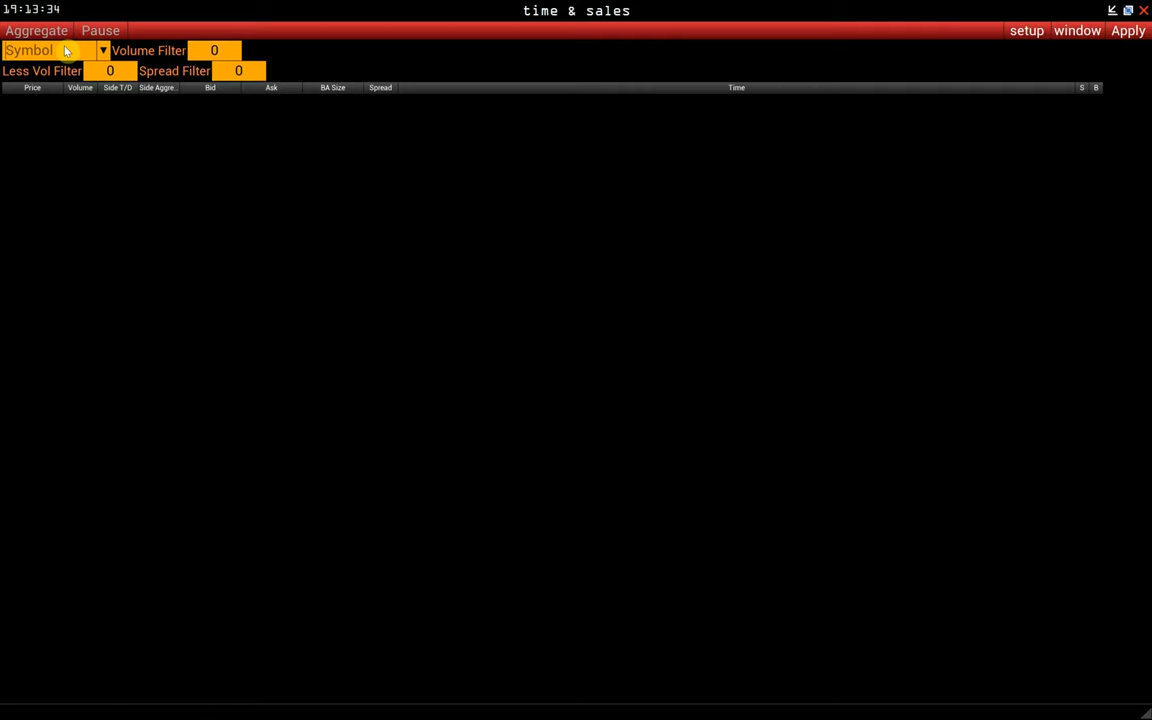 19:13:34
time & sales
Aggregate Pause setup window Apply
Symbol Volume Filter 0
Less Vol Filter 0 Spread Filter 0
Price Volume Side T/D Side Aggre.. Bid Ask BA Size Spread Time S B